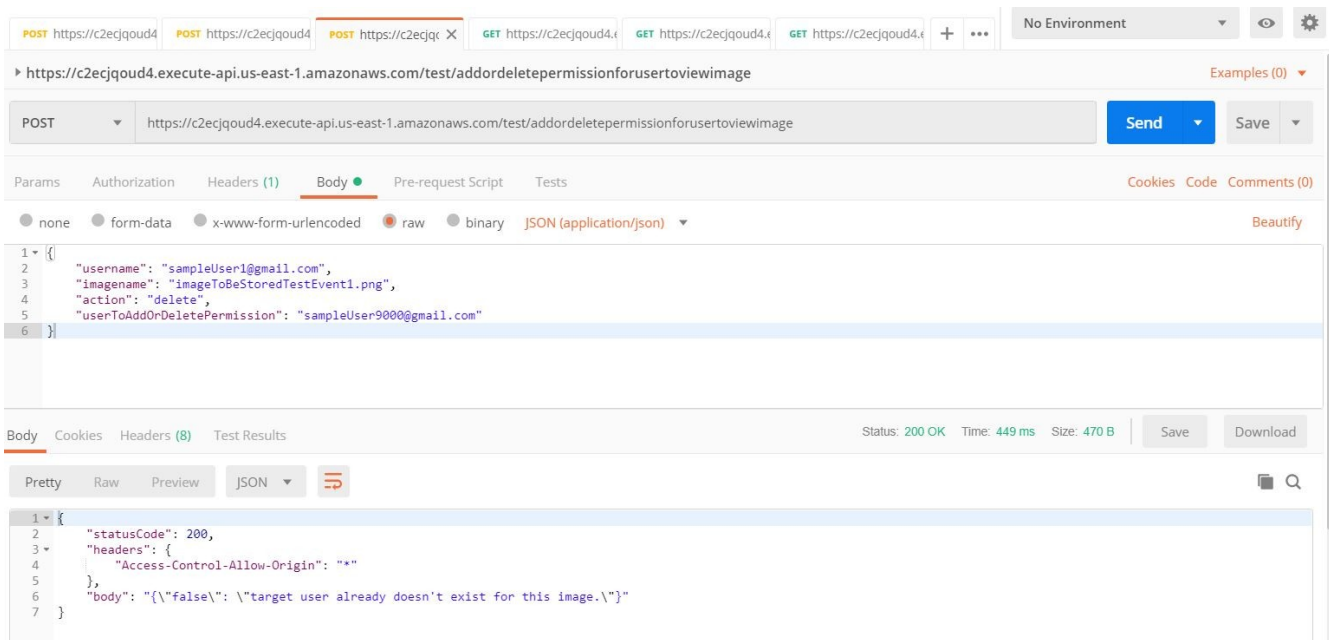 POST https://c2ecjqoud4 POST https://c2ecjqoud4 POST https://c2ecjqc X GET https://c2ecjqoud4.e GET https://c2ecjqoud4.e GET https://c2ecjqoud4.e + ••• No Environment
https://c2ecjqoud4.execute-api.us-east-1.amazonaws.com/test/addordeletepermissionforusertoviewimage Examples (0)
POST https://c2ecjqoud4.execute-api.us-east-1.amazonaws.com/test/addordeletepermissionforusertoviewimage Send Save
Params Authorization Headers (1) Body Pre-request Script Tests Cookies Code Comments (0)
none form-data x-www-form-urlencoded raw binary JSON (application/json) Beautify
1 {
2 "username": "sampleUser1@gmail.com",
3 "imagename": "imageToBeStoredTestEvent1.png",
4 "action": "delete",
5 "userToAddOrDeletePermission": "sampleUser9000@gmail.com"
6 }
Body Cookies Headers (8) Test Results Status: 200 OK Time: 449 ms Size: 470 B Save Download
Pretty Raw Preview JSON
1 {
2 "statusCode": 200,
3 "headers": {
4 "Access-Control-Allow-Origin": "*"
5 },
6 "body": "{\"false\": \"target user already doesn't exist for this image.\"}"
7 }